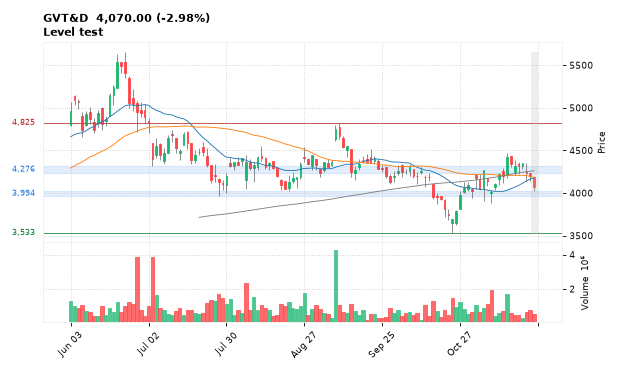 GVT&D 4,070.00 (-2.98%)
Level test
5500
5000
4,825
4500
4,276
4000
3,994
3,533
3500
Price
4
2
Volume 10⁶
Jun 03
Jul 02
Jul 30
Aug 27
Sep 25
Oct 27